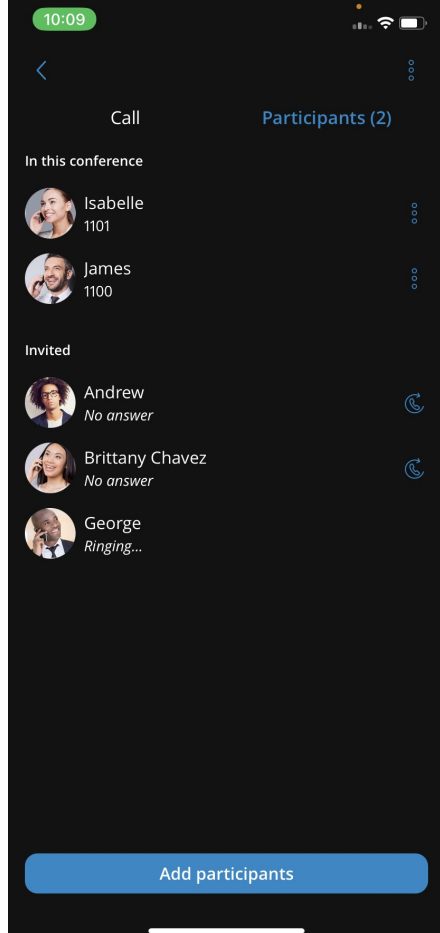 10:09
Call
Participants (2)
In this conference
Isabelle
1101
James
1100
Invited
Andrew
No answer
Brittany Chavez
No answer
George
Ringing...
Add participants